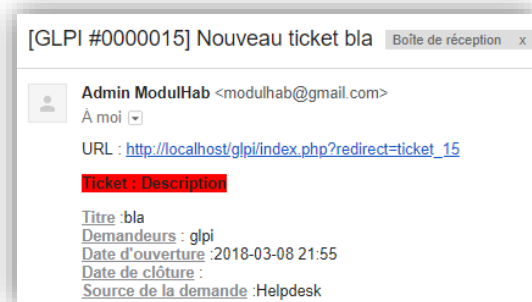 [GLPI #0000015] Nouveau ticket bla Boîte de réception x
Admin ModulHab <modulhab@gmail.com>
À moi
URL : http://localhost/glpi/index.php?redirect=ticket_15
Ticket : Description
Titre :bla
Demandeurs : glpi
Date d'ouverture :2018-03-08 21:55
Date de clôture :
Source de la demande :Helpdesk